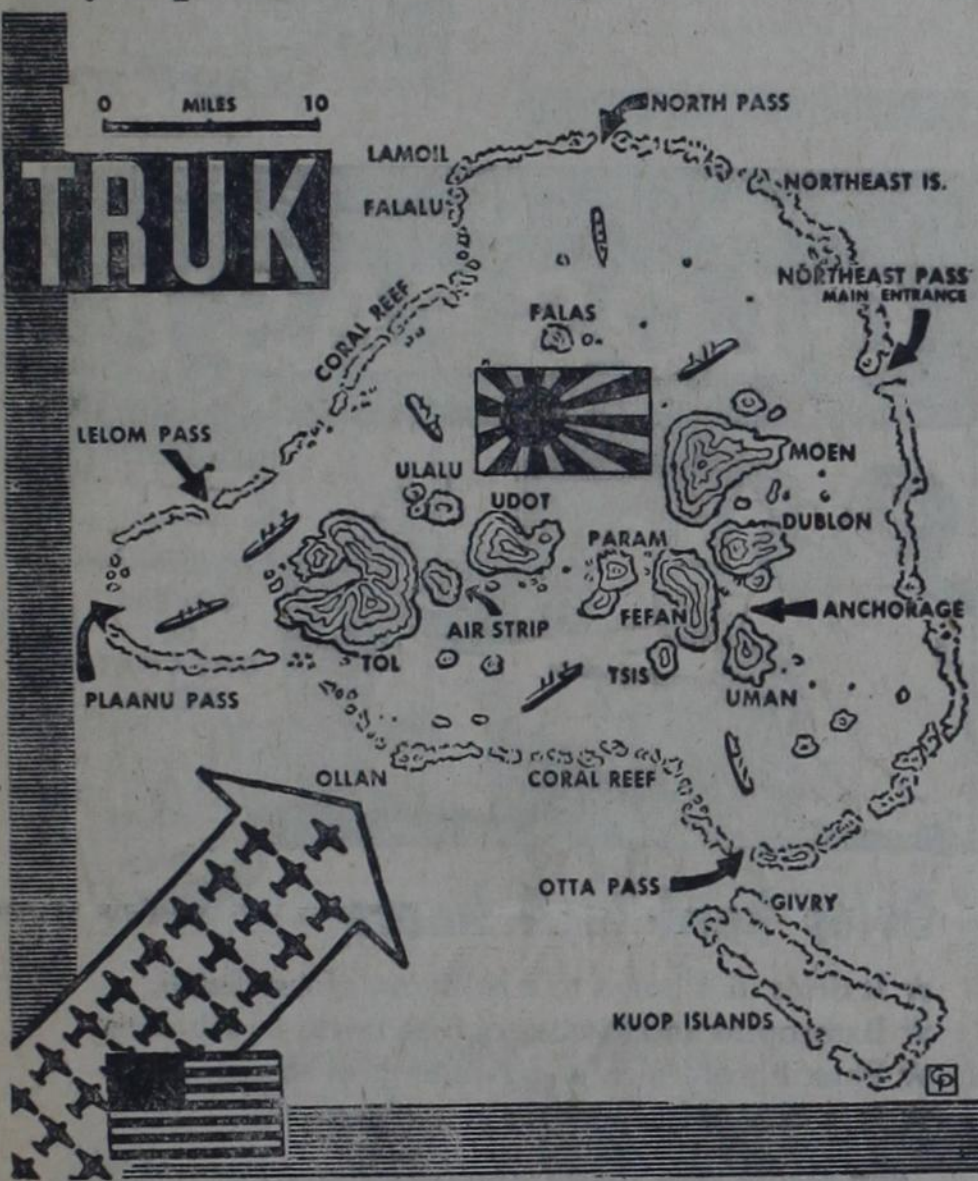 0 MILES 10
TRUK
NORTH PASS
LAMOIL
FALALU
NORTHEAST IS.
NORTHEAST PASS
MAIN ENTRANCE
CORAL REEF
FALAS
LELOM PASS
ULALU
UDOT
MOEN
DUBLON
PARAM
FEFAN
ANCHORAGE
AIR STRIP
TOL
TSIS
UMAN
PLAANU PASS
OLLAN
CORAL REEF
OTTA PASS
GIVRY
KUOP ISLANDS
CP